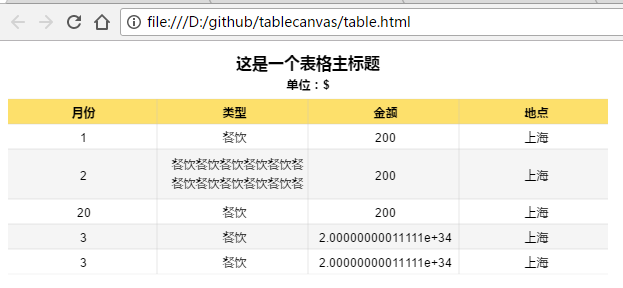 file:///D:/github/tablecanvas/table.html
这是一个表格主标题
单位：$
月份 类型 金额 地点
1 餐饮 200 上海
2 餐饮餐饮餐饮餐饮餐饮餐 200 上海
餐饮餐饮餐饮餐饮餐饮餐
20 餐饮 200 上海
3 餐饮 2.00000000011111e+34 上海
3 餐饮 2.00000000011111e+34 上海